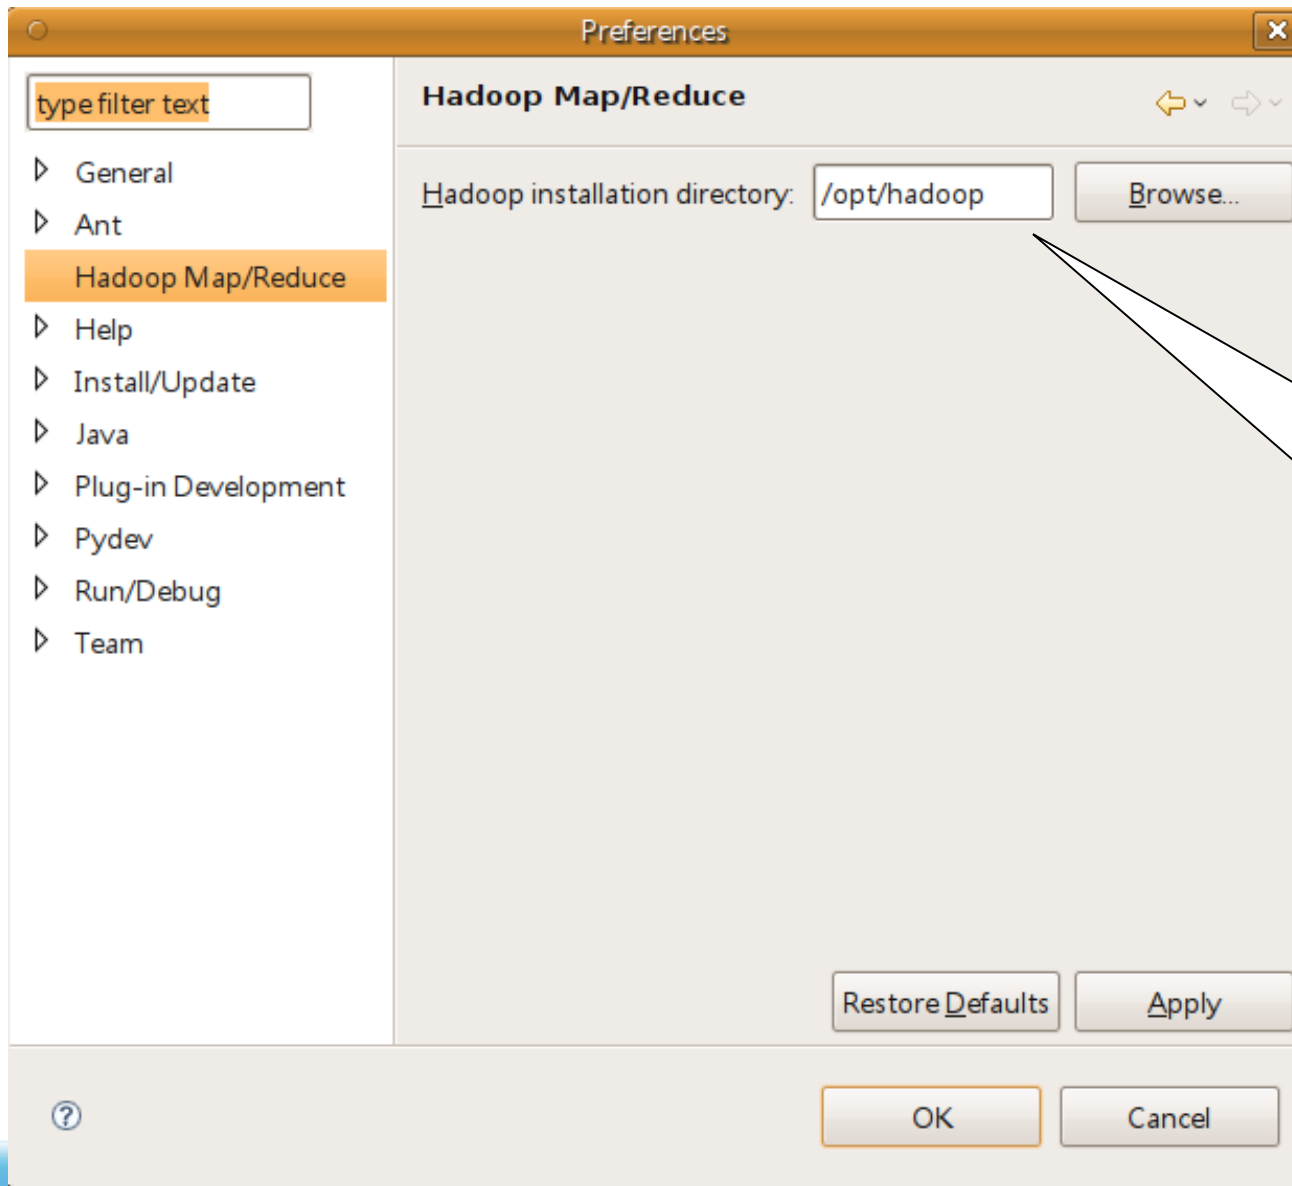 Preferences
type filter text
General
Ant
Hadoop Map/Reduce
Help
Install/Update
Java
Plug-in Development
Pydev
Run/Debug
Team
Hadoop Map/Reduce
Hadoop installation directory: /opt/hadoop Browse...
Restore Defaults Apply
OK Cancel